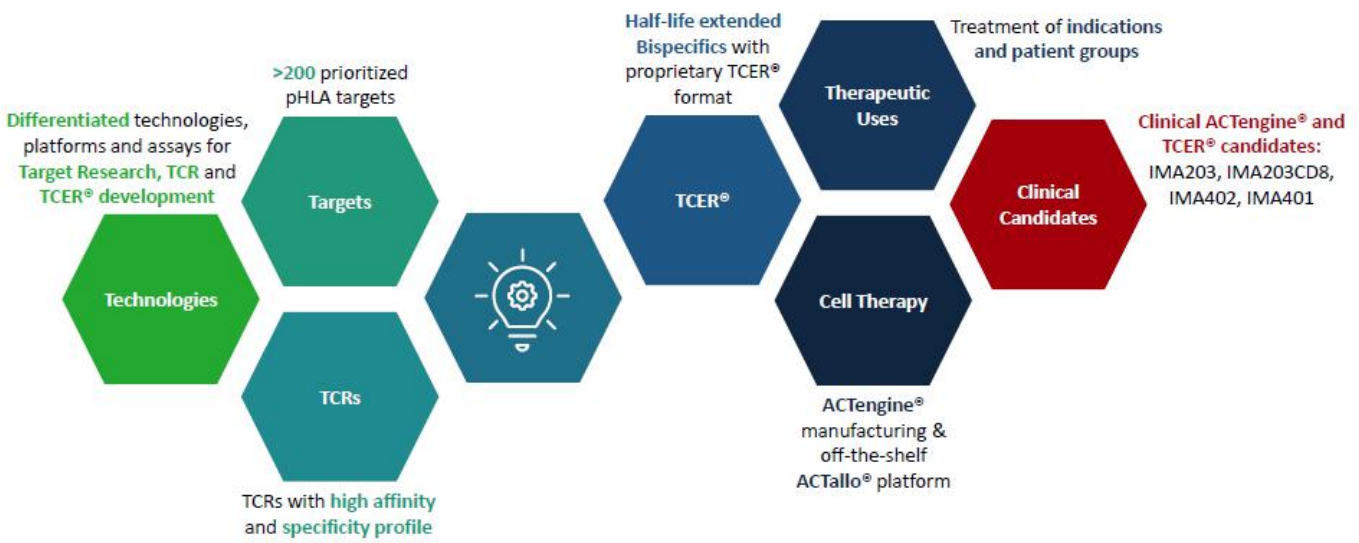 Differentiated technologies,
platforms and assays for
Target Research, TCR and
TCER® development
Technologies
>200 prioritized
pHLA targets
Targets
TCRs
TCRs with high affinity
and specificity profile
Half-life extended
Bispecifics with
proprietary TCER®
format
TCER®
Therapeutic
Uses
Treatment of indications
and patient groups
Cell Therapy
ACTengine®
manufacturing &
off-the-shelf
ACTallo® platform
Clinical
Candidates
Clinical ACTengine® and
TCER® candidates:
IMA203, IMA203CD8,
IMA402, IMA401